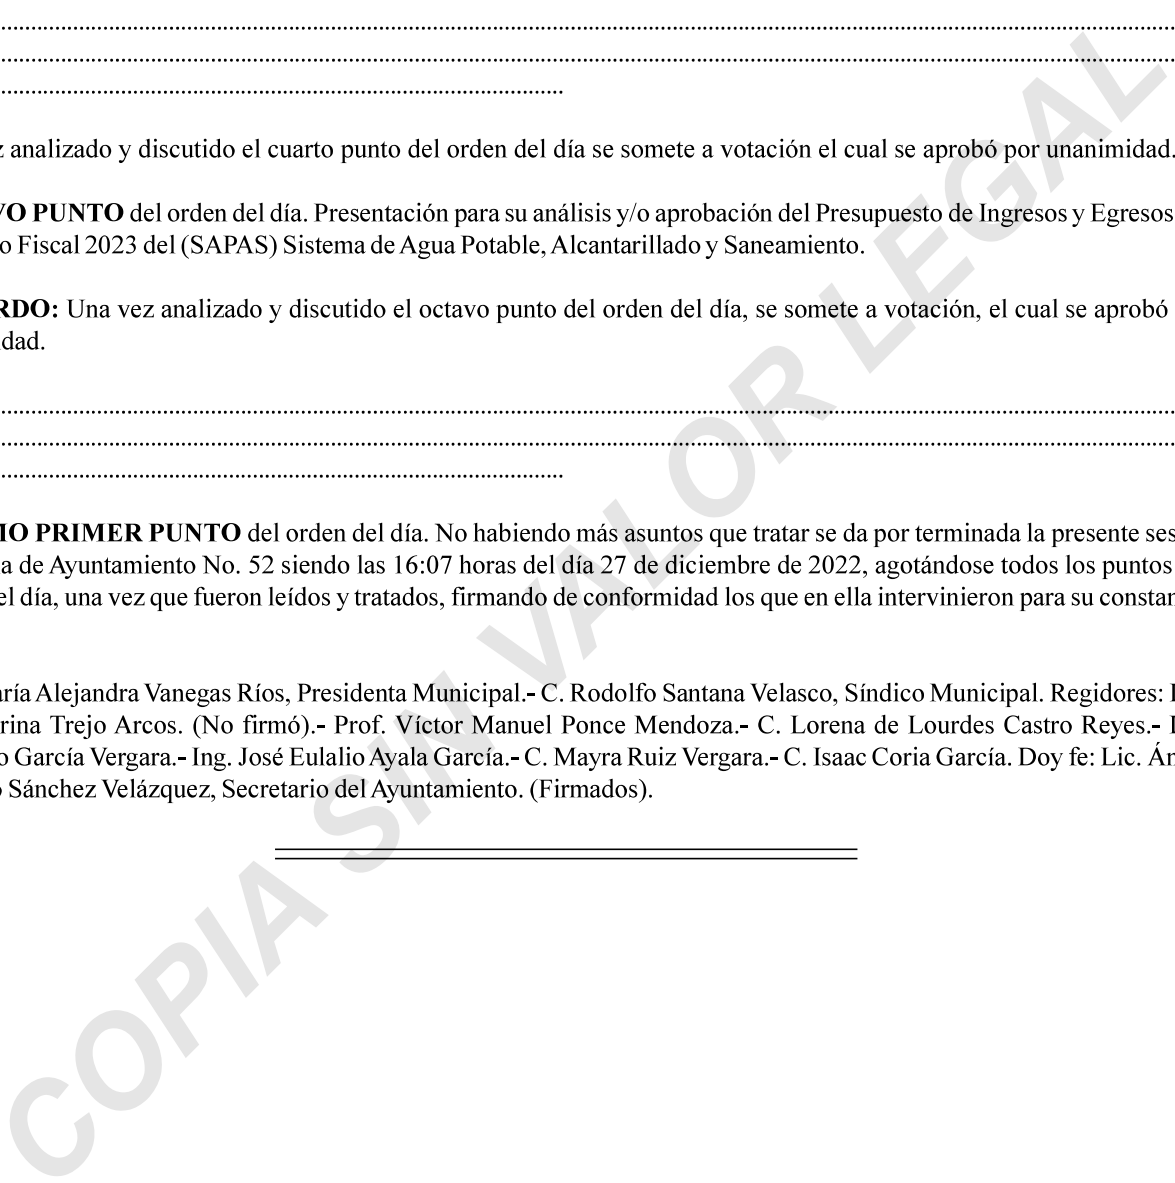 analizado y discutido el cuarto punto del orden del día se somete a votación el cual se aprobó por unanimidad.
PUNTO del orden del día. Presentación para su análisis y/o aprobación del Presupuesto de Ingresos y Egresos
Fiscal 2023 del (SAPAS) Sistema de Agua Potable, Alcantarillado y Saneamiento.
Una vez analizado y discutido el octavo punto del orden del día, se somete a votación, el cual se aprobó
PRIMER PUNTO del orden del día. No habiendo más asuntos que tratar se da por terminada la presente
de Ayuntamiento No. 52 siendo las 16:07 horas del día 27 de diciembre de 2022, agotándose todos los puntos
el día, una vez que fueron leídos y tratados, firmando de conformidad los que en ella intervinieron para su
Alejandra Vanegas Ríos, Presidenta Municipal.- C. Rodolfo Santana Velasco, Síndico Municipal. Regidores:
Trejo Arcos. (No firmó).- Prof. Víctor Manuel Ponce Mendoza.- C. Lorena de Lourdes Castro Reyes.-
García Vergara.- Ing. José Eulalio Ayala García.- C. Mayra Ruiz Vergara.- C. Isaac Coria García. Doy fe: Lic.
Sánchez Velázquez, Secretario del Ayuntamiento. (Firmados).
COPIA SIN VALOR LEGAL